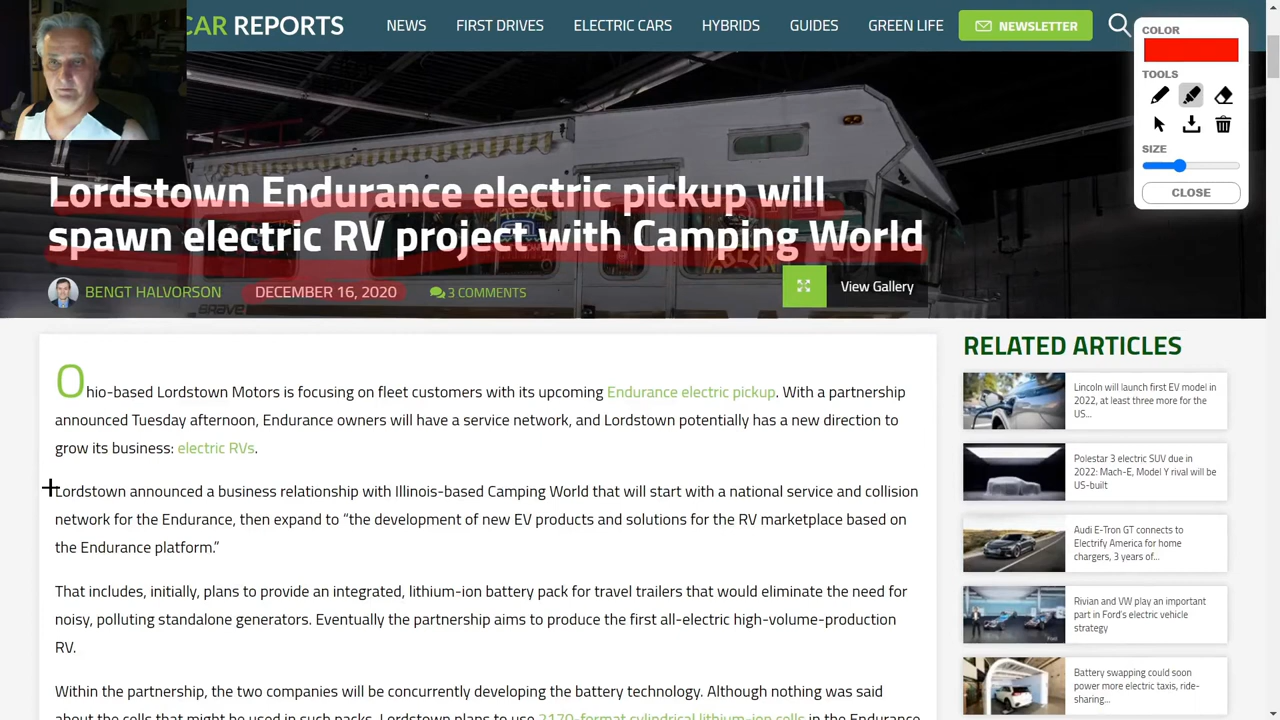 CAR REPORTS
NEWS
FIRST DRIVES
ELECTRIC CARS
HYBRIDS
GUIDES
GREEN LIFE
NEWSLETTER
COLOR
TOOLS
SIZE
CLOSE
Lordstown Endurance electric pickup will
spawn electric RV project with Camping World
BENGT HALVORSON
DECEMBER 16, 2020
3 COMMENTS
View Gallery
BRAVE
Ohio-based Lordstown Motors is focusing on fleet customers with its upcoming Endurance electric pickup. With a partnership
announced Tuesday afternoon, Endurance owners will have a service network, and Lordstown potentially has a new direction to
grow its business: electric RVs.
Lordstown announced a business relationship with Illinois-based Camping World that will start with a national service and collision
network for the Endurance, then expand to “the development of new EV products and solutions for the RV marketplace based on
the Endurance platform.”
That includes, initially, plans to provide an integrated, lithium-ion battery pack for travel trailers that would eliminate the need for
noisy, polluting standalone generators. Eventually the partnership aims to produce the first all-electric high-volume-production
RV.
Within the partnership, the two companies will be concurrently developing the battery technology. Although nothing was said
about the cells that might be used in such packs, Lordstown plans to use 2170-format cylindrical lithium-ion cells in the Endurance
RELATED ARTICLES
Lincoln will launch first EV model in
2022, at least three more for the
US...
Polestar 3 electric SUV due in
2022: Mach-E, Model Y rival will be
US-built
Audi E-Tron GT connects to
Electrify America for home
chargers, 3 years of...
Rivian and VW play an important
part in Ford's electric vehicle
strategy
Battery swapping could soon
power more electric taxis, ride-
sharing...